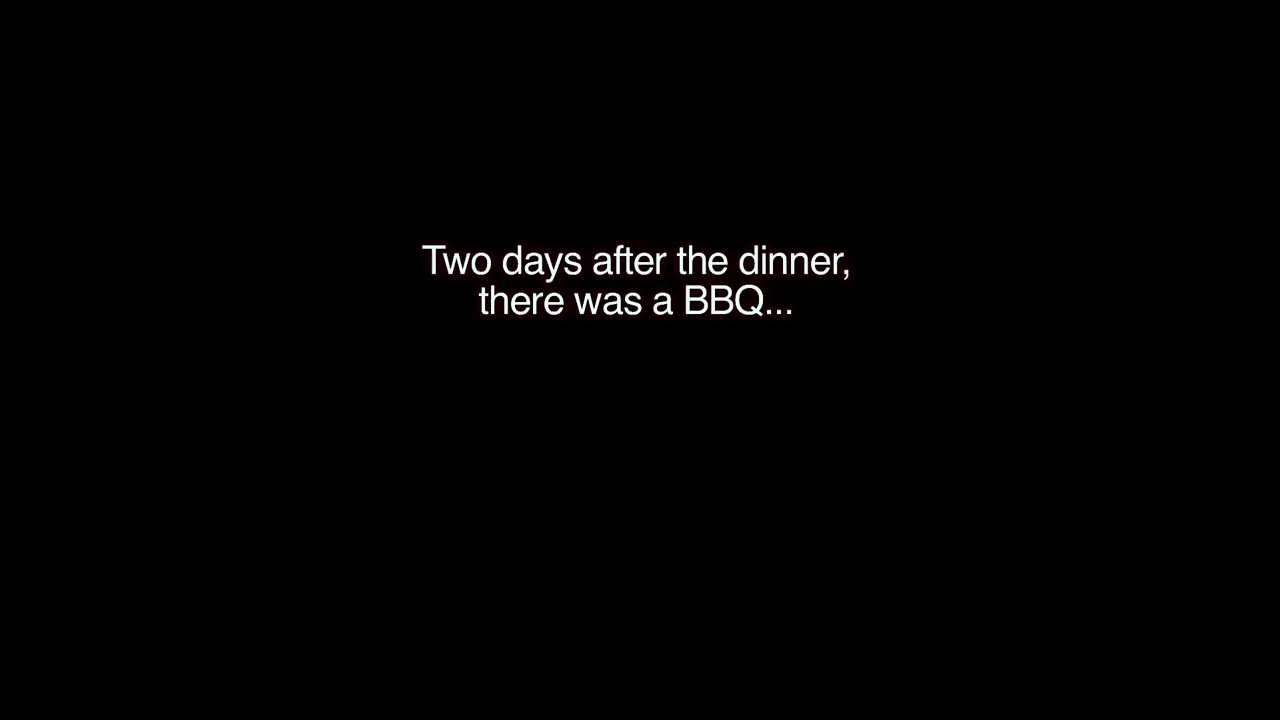 Two days after the dinner,
there was a BBQ...